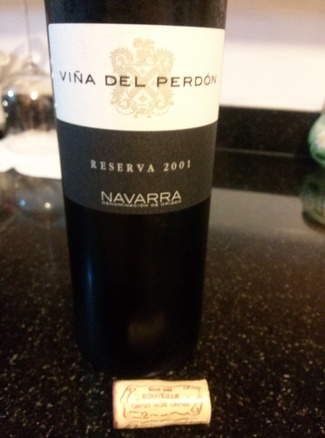 VIÑA DEL PERDÓN
RESERVA 2001
NAVARRA
DENOMINACIÓN DE ORIGEN